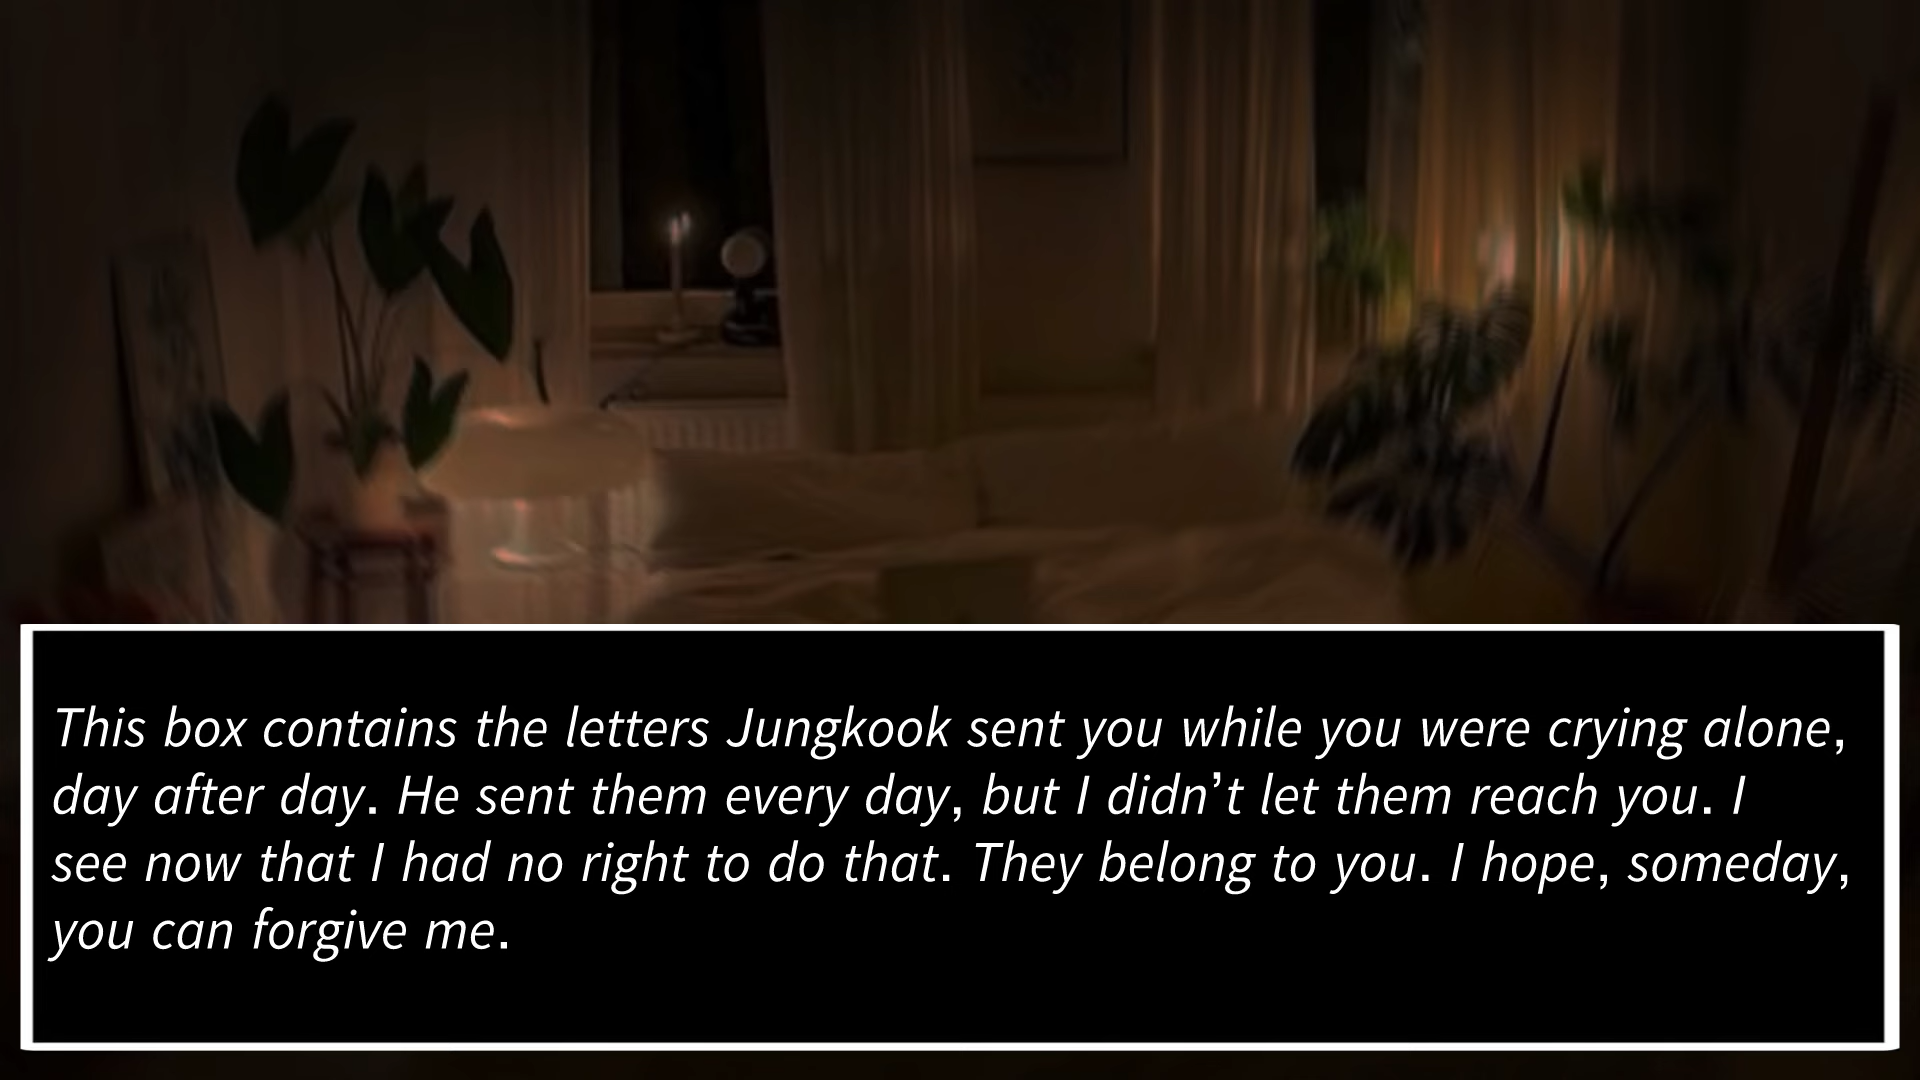 This box contains the letters Jungkook sent you while you were crying alone,
day after day. He sent them every day, but I didn’t let them reach you. I
see now that I had no right to do that. They belong to you. I hope, someday,
you can forgive me.